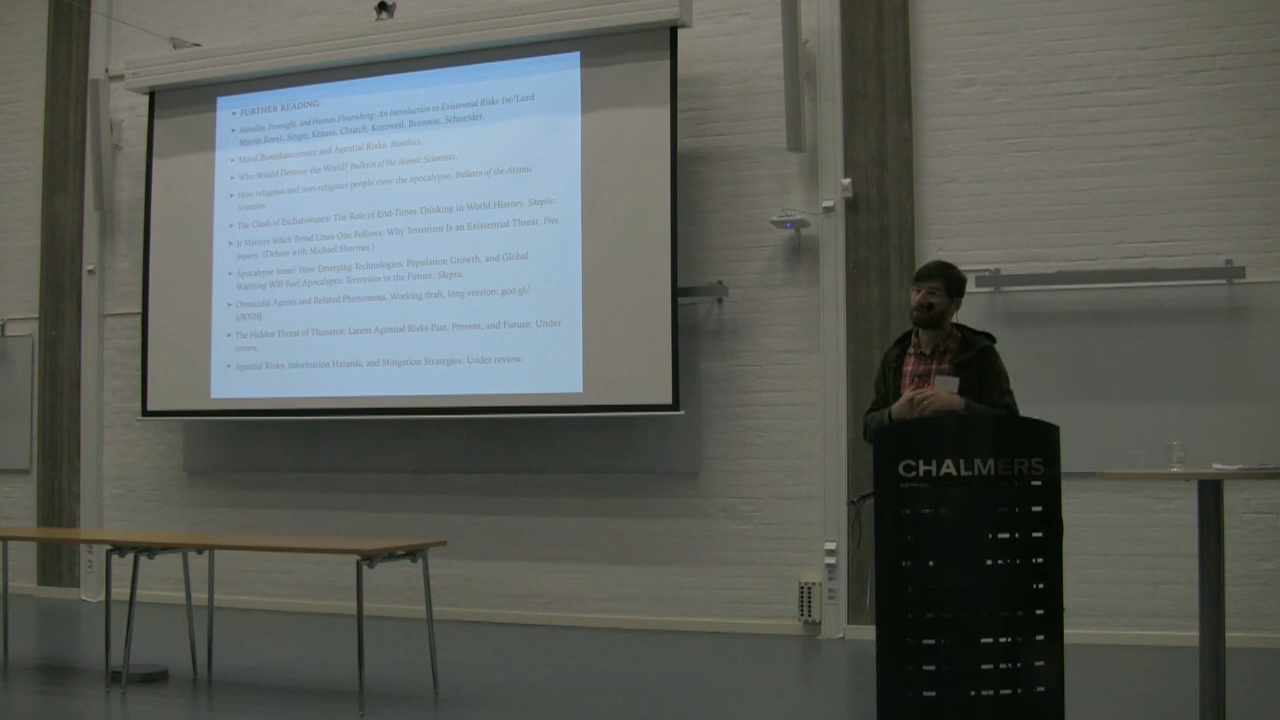 ➤ FURTHER READING:
➤ Morality, Foresight, and Human Flourishing: An Introduction to Existential Risks (w/Lord
Martin Rees), Singer, Krauss, Church, Kurzweil, Bronson, Schneider.
➤ Moral Bioenhancement and Agential Risks. Bioethics.
➤ Who Would Destroy the World? Bulletin of the Atomic Scientists.
➤ How religious and non-religious people view the apocalypse. Bulletin of the Atomic
Scientists.
➤ The Clash of Eschatologies: The Role of End-Times Thinking in World History. Skeptic.
➤ It Matters Which Trend Lines One Follows: Why Terrorism Is an Existential Threat. Free
Inquiry. (Debate with Michael Shermer.)
➤ Apocalypse Soon? How Emerging Technologies, Population Growth, and Global
Warming Will Fuel Apocalyptic Terrorism in the Future. Skeptic.
➤ Omnicidal Agents and Related Phenomena. Working draft, long version: goo.gl/
➤ The Hidden Threat of Thanatos: Latent Agential Risks Past, Present, and Future. Under
review.
➤ Agential Risks, Information Hazards, and Mitigation Strategies. Under review.
CHALMERS